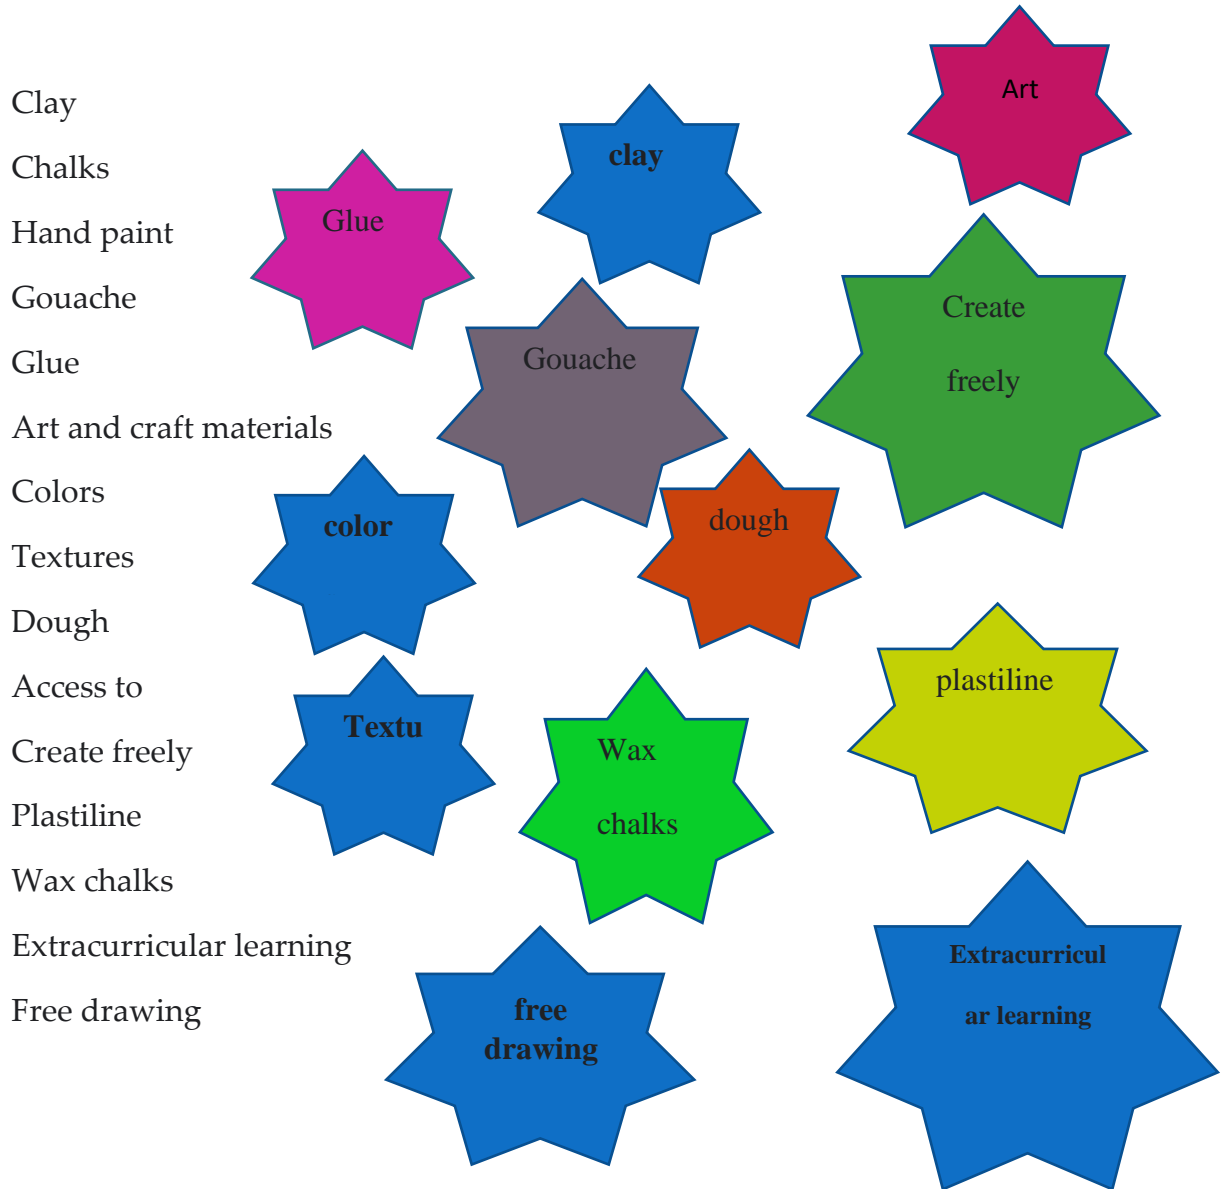 Clay
Chalks
Hand paint
Gouache
Glue
Art and craft materials
Colors
Textures
Dough
Access to
Create freely
Plastiline
Wax chalks
Extracurricular learning
Free drawing
Art
clay
Glue
Create
freely
Gouache
color
dough
plastiline
Textu
Wax
chalks
Extracurricul
ar learning
free
drawing